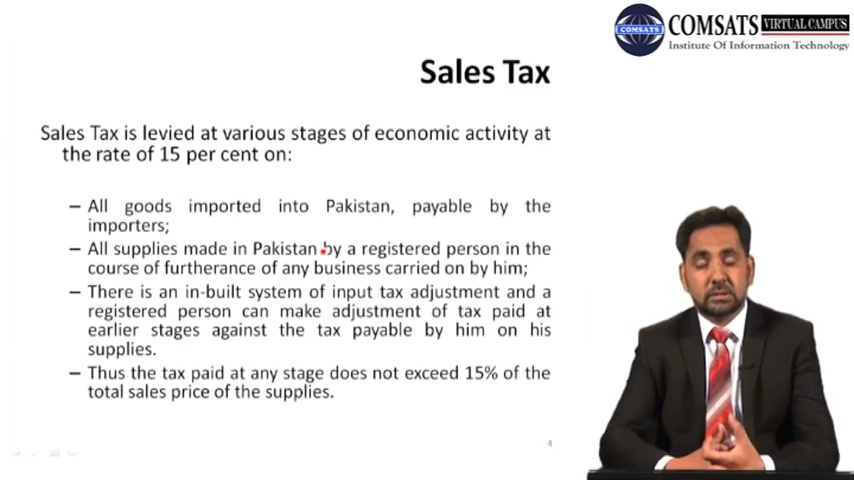 COMSATS VIRTUAL CAMPUS
COMSATS
Institute Of Information Technology
Sales Tax
Sales Tax is levied at various stages of economic activity at
the rate of 15 per cent on:
– All goods imported into Pakistan, payable by the
importers;
– All supplies made in Pakistan by a registered person in the
course of furtherance of any business carried on by him;
– There is an in-built system of input tax adjustment and a
registered person can make adjustment of tax paid at
earlier stages against the tax payable by him on his
supplies.
– Thus the tax paid at any stage does not exceed 15% of the
total sales price of the supplies.
4